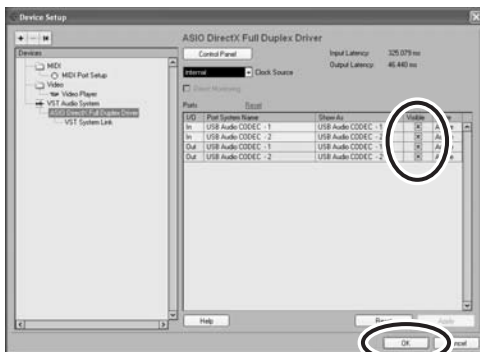 Device Setup
ASIO DirectX Full Duplex Driver
Devices
MIDI
MIDI Port Setup
Video
Video Player
VST Audio System
ASIO DirectX Full Duplex Driver
VST System Link
Control Panel
Input Latency: 325.079 ms
Output Latency: 46.440 ms
Internal
Clock Source
Direct Monitoring
Ports Reset
I/O Port System Name Show As Visible
In USB Audio CODEC - 1 USB Audio CODEC - 1
In USB Audio CODEC - 2 USB Audio CODEC - 2
Out USB Audio CODEC - 1 USB Audio CODEC - 1
Out USB Audio CODEC - 2 USB Audio CODEC - 2
Help Apply
OK